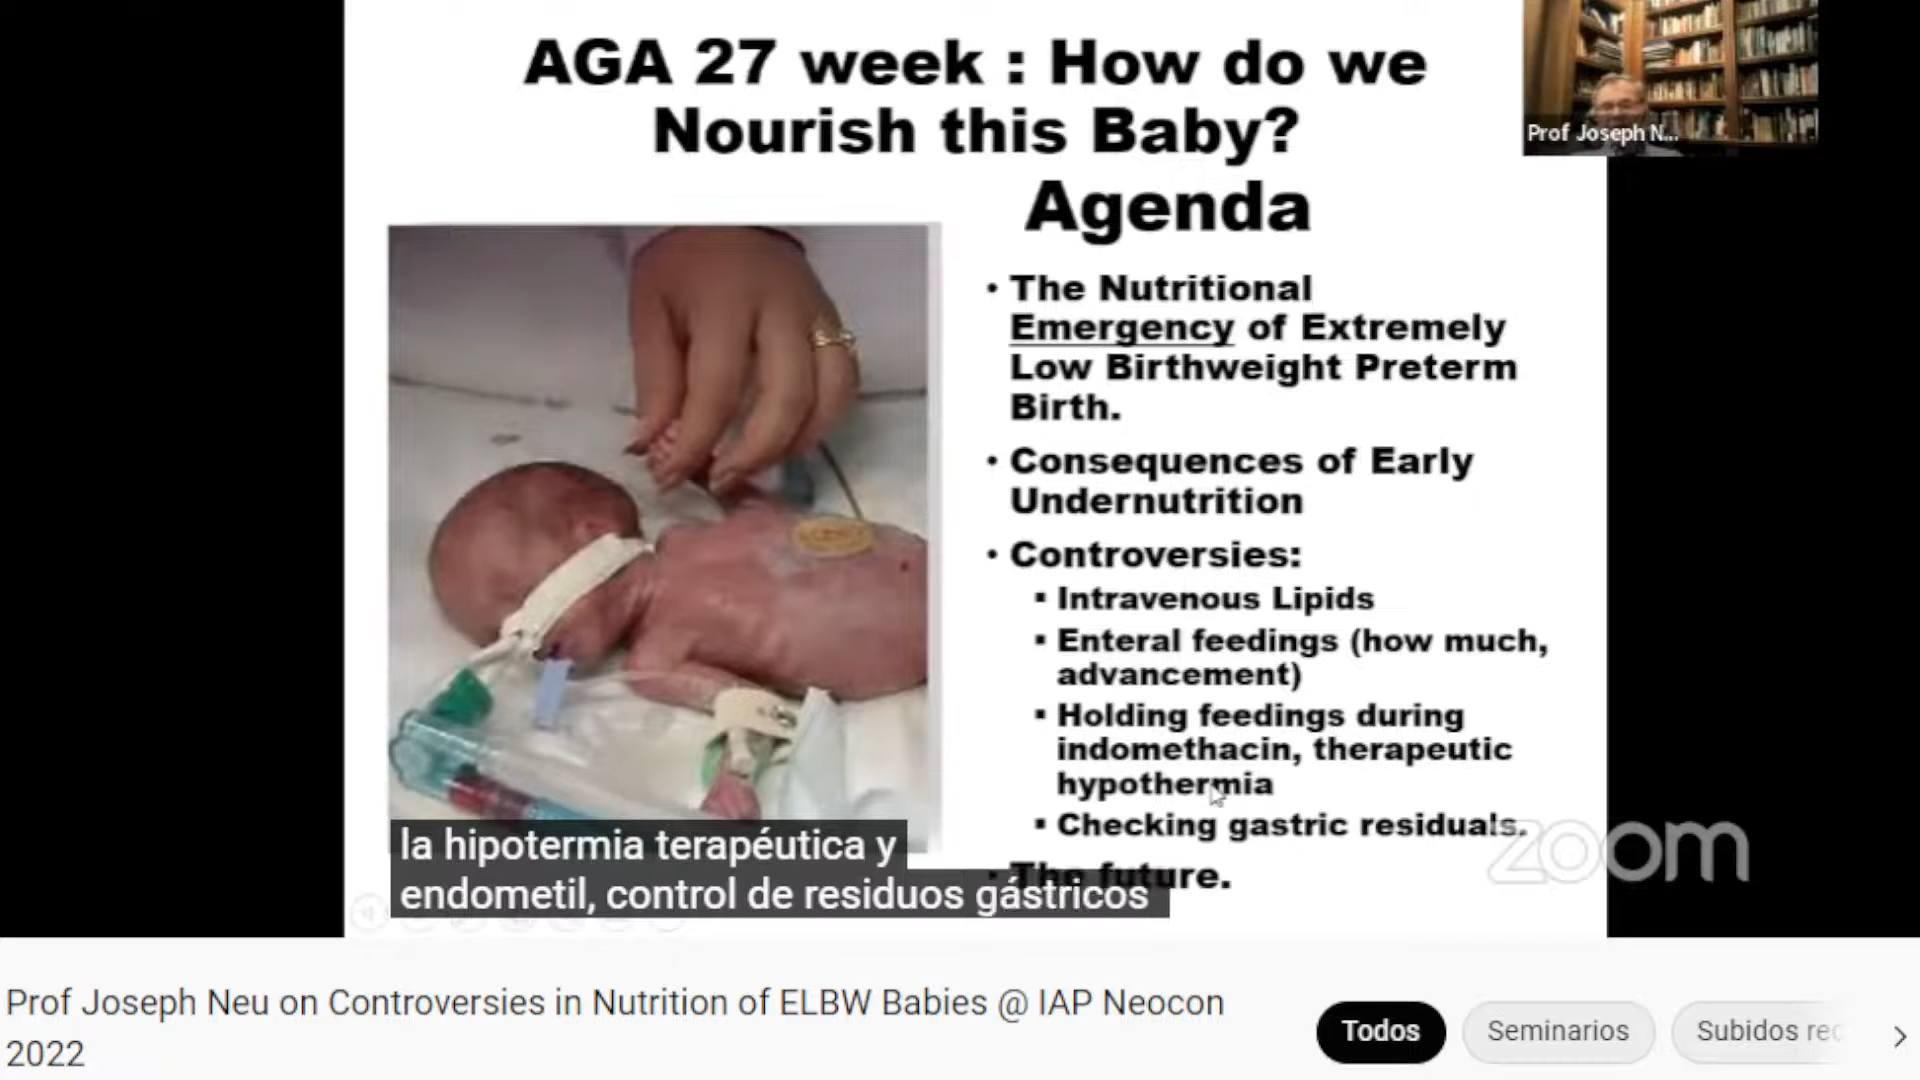 AGA 27 week : How do we
Nourish this Baby?
Prof Joseph N...
Agenda
• The Nutritional
Emergency of Extremely
Low Birthweight Preterm
Birth.
• Consequences of Early
Undernutrition
• Controversies:
▪ Intravenous Lipids
▪ Enteral feedings (how much,
advancement)
▪ Holding feedings during
indomethacin, therapeutic
hypothermia
▪ Checking gastric residuals.
• The future.
la hipotermia terapéutica y
endometil, control de residuos gástricos
zoom
Prof Joseph Neu on Controversies in Nutrition of ELBW Babies @ IAP Neocon
2022
Todos
Seminarios
Subidos rec